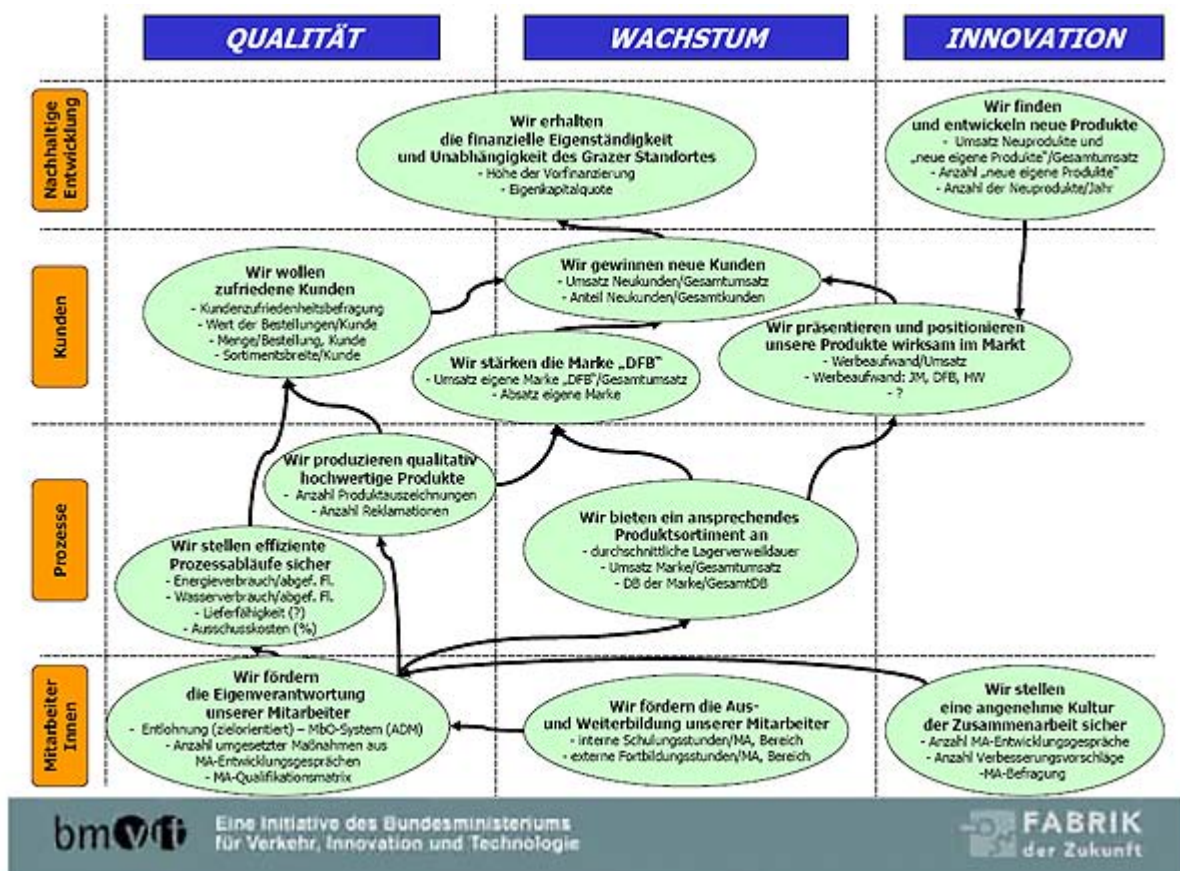 QUALITÄT
WACHSTUM
INNOVATION
Nachhaltige
Entwicklung
Wir erhalten
die finanzielle Eigenständigkeit
und Unabhängigkeit des Grazer Standortes
- Höhe der Vorfinanzierung
- Eigenkapitalquote
Wir finden
und entwickeln neue Produkte
- Umsatz Neuprodukte und
„neue eigene Produkte“/Gesamtumsatz
- Anzahl „neue eigene Produkte“
- Anzahl der Neuprodukte/Jahr
Kunden
Wir wollen
zufriedene Kunden
- Kundenzufriedenheitsbefragung
- Wert der Bestellungen/Kunde
- Menge/Bestellung, Kunde
- Sortimentsbreite/Kunde
Wir gewinnen neue Kunden
- Umsatz Neukunden/Gesamtumsatz
- Anteil Neukunden/Gesamtkunden
Wir stärken die Marke „DFB“
- Umsatz eigene Marke „DFB“/Gesamtumsatz
- Absatz eigene Marke
Wir präsentieren und positionieren
unsere Produkte wirksam im Markt
- Werbeaufwand/Umsatz
- Werbeaufwand: JM, DFB, HW
- ?
Prozesse
Wir produzieren qualitativ
hochwertige Produkte
- Anzahl Produktauszeichnungen
- Anzahl Reklamationen
Wir stellen effiziente
Prozessabläufe sicher
- Energieverbrauch/abgef. Fl.
- Wasserverbrauch/abgef. Fl.
- Lieferfähigkeit (?)
- Ausschusskosten (%)
Wir bieten ein ansprechendes
Produktsortiment an
- durchschnittliche Lagerverweildauer
- Umsatz Marke/Gesamtumsatz
- DB der Marke/GesamtDB
Mitarbeiter
Innen
Wir fördern
die Eigenverantwortung
unserer Mitarbeiter
- Entlohnung (zielorientiert) – MbO-System (ADM)
- Anzahl umgesetzter Maßnahmen aus
MA-Entwicklungsgesprächen
- MA-Qualifikationsmatrix
Wir fördern die Aus-
und Weiterbildung unserer Mitarbeiter
- interne Schulungsstunden/MA, Bereich
- externe Fortbildungsstunden/MA, Bereich
Wir stellen
eine angenehme Kultur
der Zusammenarbeit sicher
- Anzahl MA-Entwicklungsgespräche
- Anzahl Verbesserungsvorschläge
-MA-Befragung
bmvit
Eine Initiative des Bundesministeriums
für Verkehr, Innovation und Technologie
FABRIK
der Zukunft